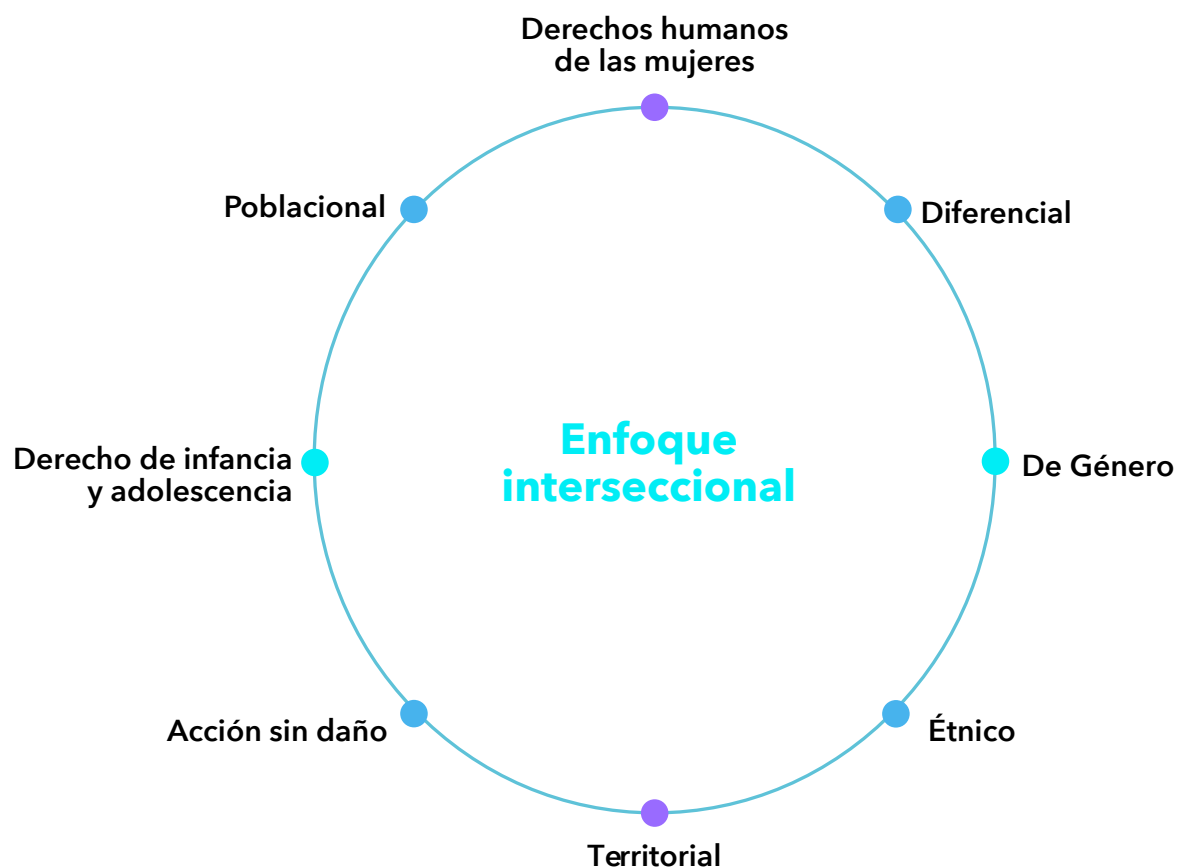 Derechos humanos
de las mujeres
Poblacional
Diferencial
Enfoque
interseccional
Derecho de infancia
y adolescencia
De Género
Acción sin daño
Étnico
Territorial